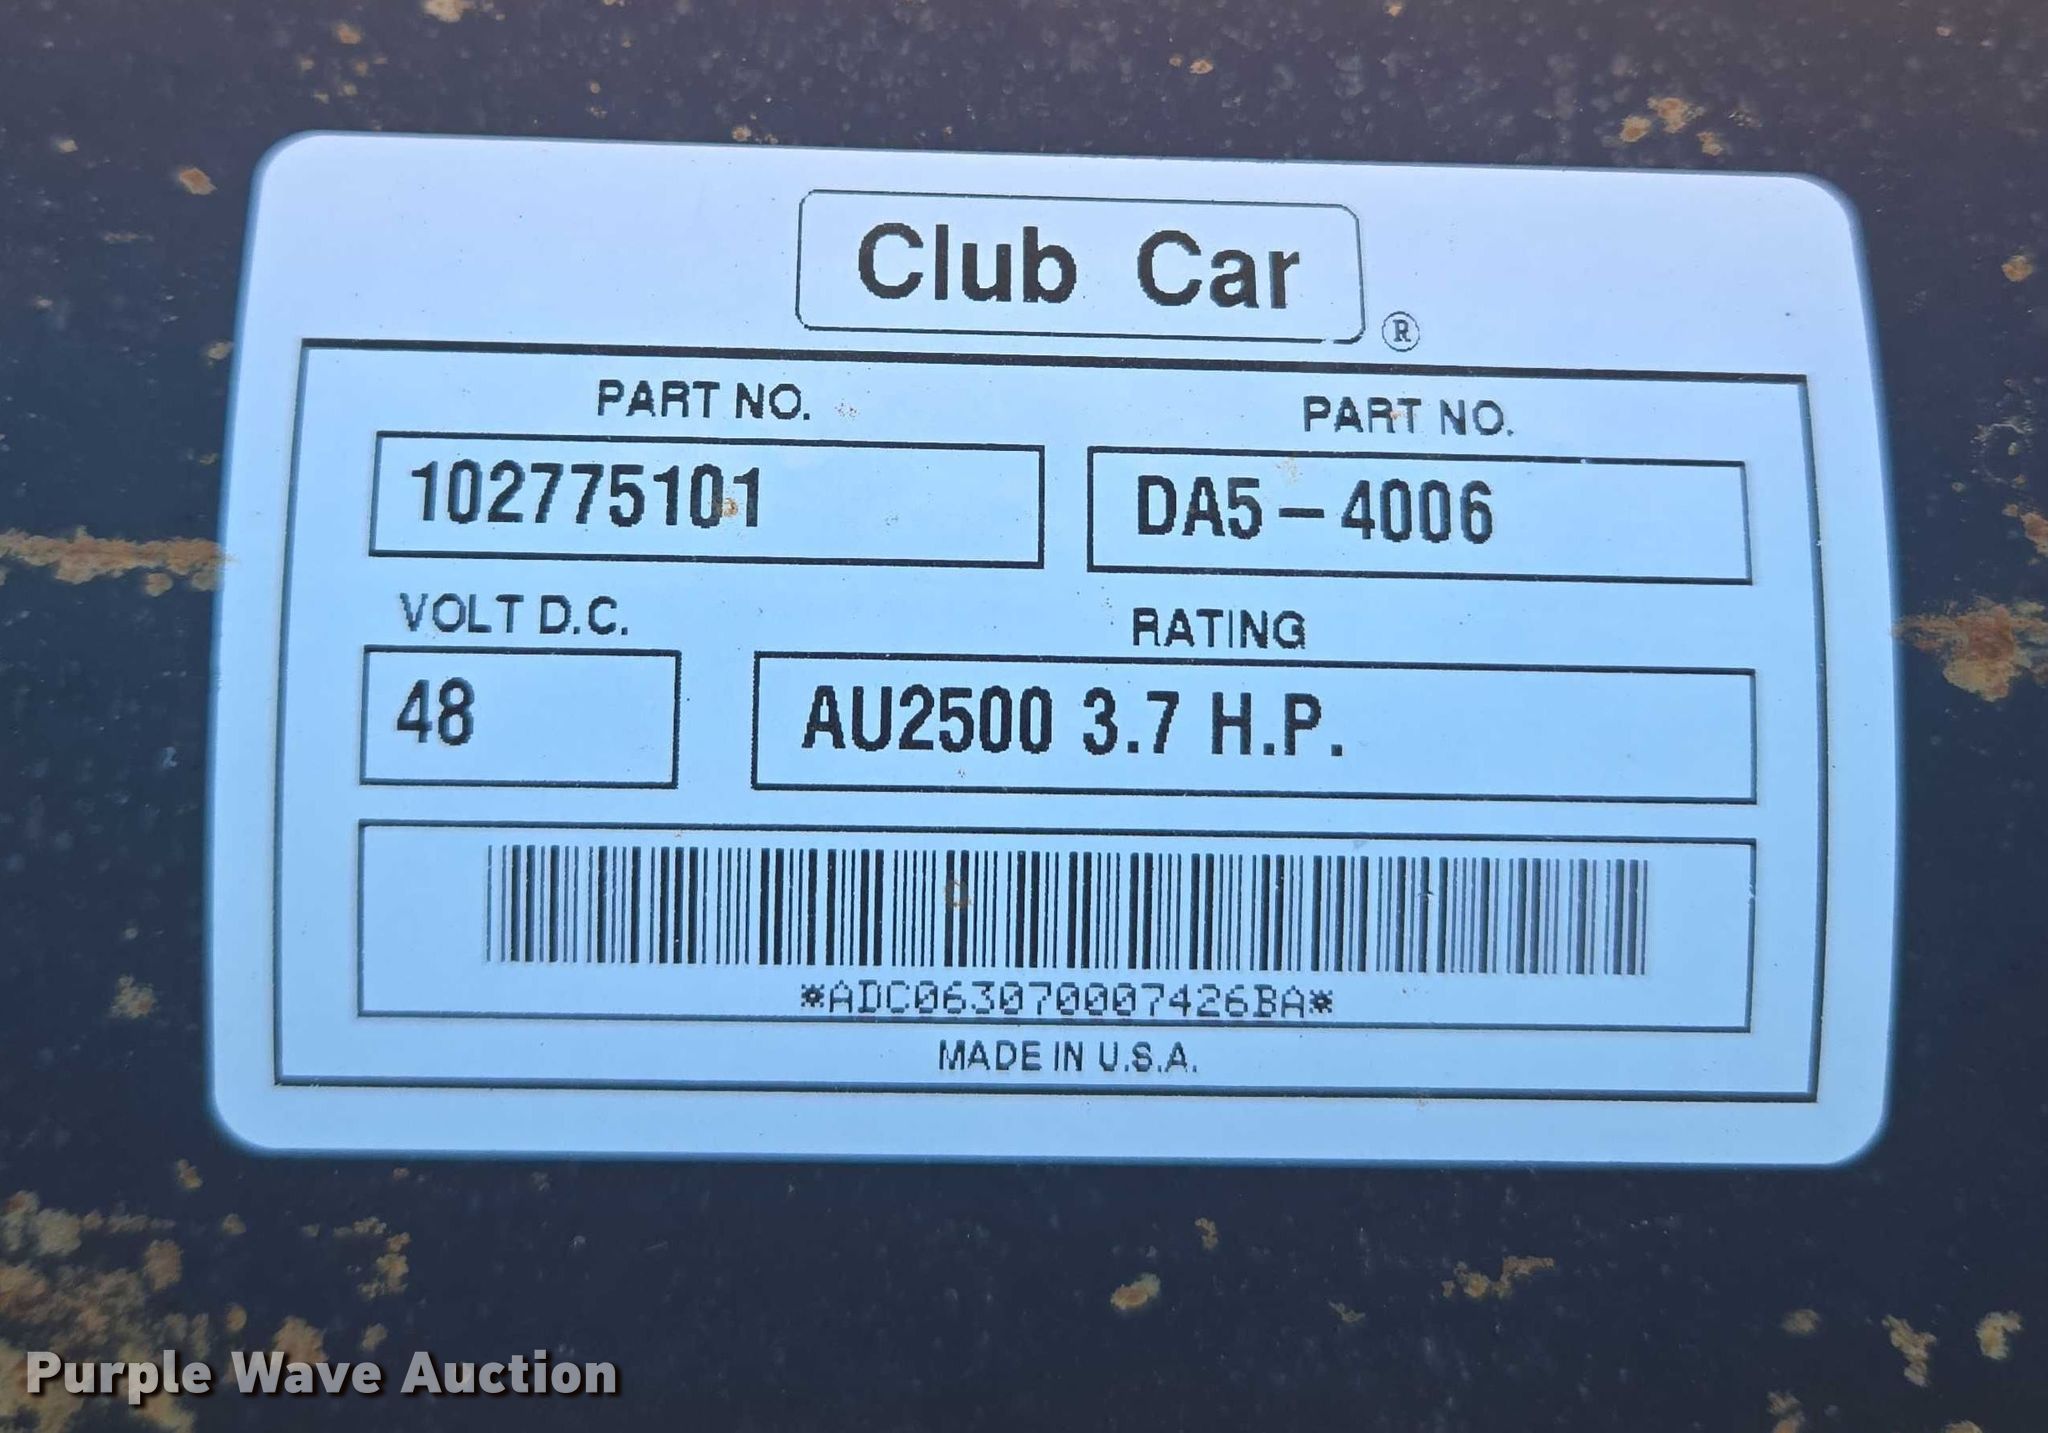 Club Car
®
PART NO. PART NO.
102775101 DA5-4006
VOLT D.C. RATING
48 AU2500 3.7 H.P.
*ADC063070007426BA*
MADE IN U.S.A.
Purple Wave Auction